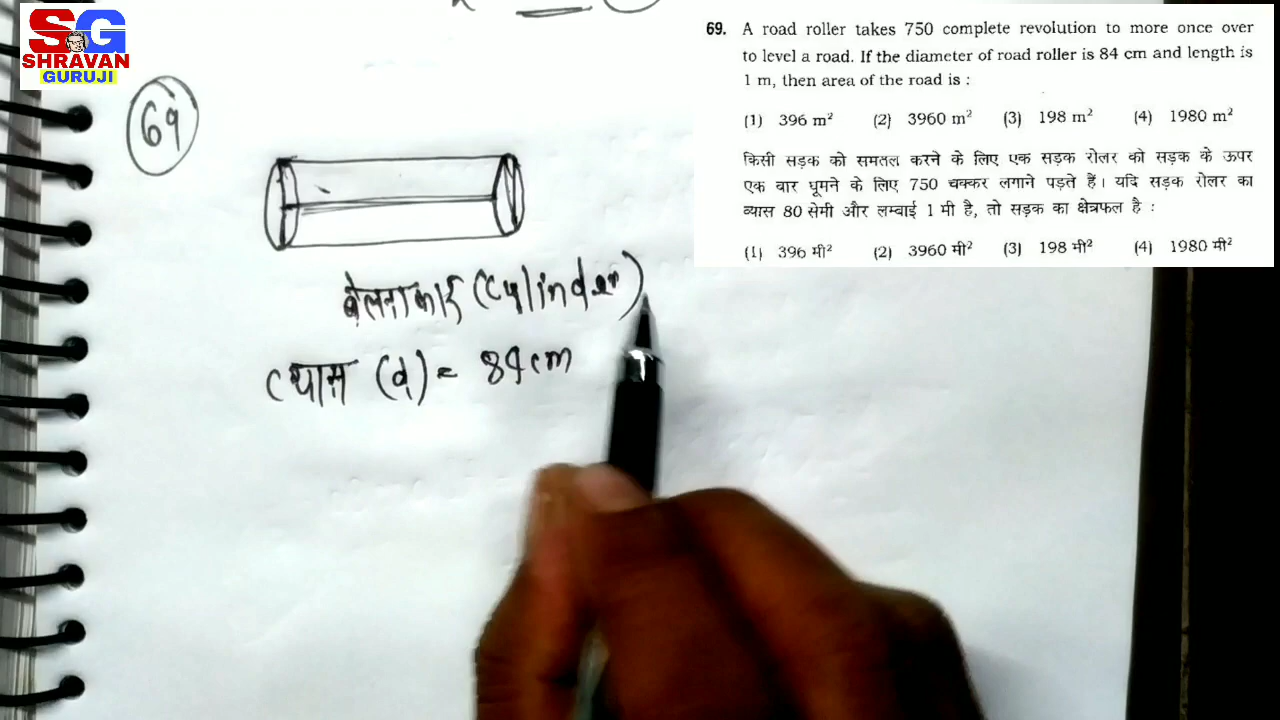 SG
SHRAVAN
GURUJI
69. A road roller takes 750 complete revolution to more once over
to level a road. If the diameter of road roller is 84 cm and length is
1 m, then area of the road is :
(1) 396 m² (2) 3960 m² (3) 198 m² (4) 1980 m²
किसी सड़क को समतल करने के लिए एक सड़क रोलर को सड़क के ऊपर
एक बार घूमने के लिए 750 चक्कर लगाने पड़ते हैं। यदि सड़क रोलर का
व्यास 80 सेमी और लम्बाई 1 मी है, तो सड़क का क्षेत्रफल है :
(1) 396 मी² (2) 3960 मी² (3) 198 मी² (4) 1980 मी²
69
बेलनाकार (Cylinder)
व्यास (d) = 84 cm